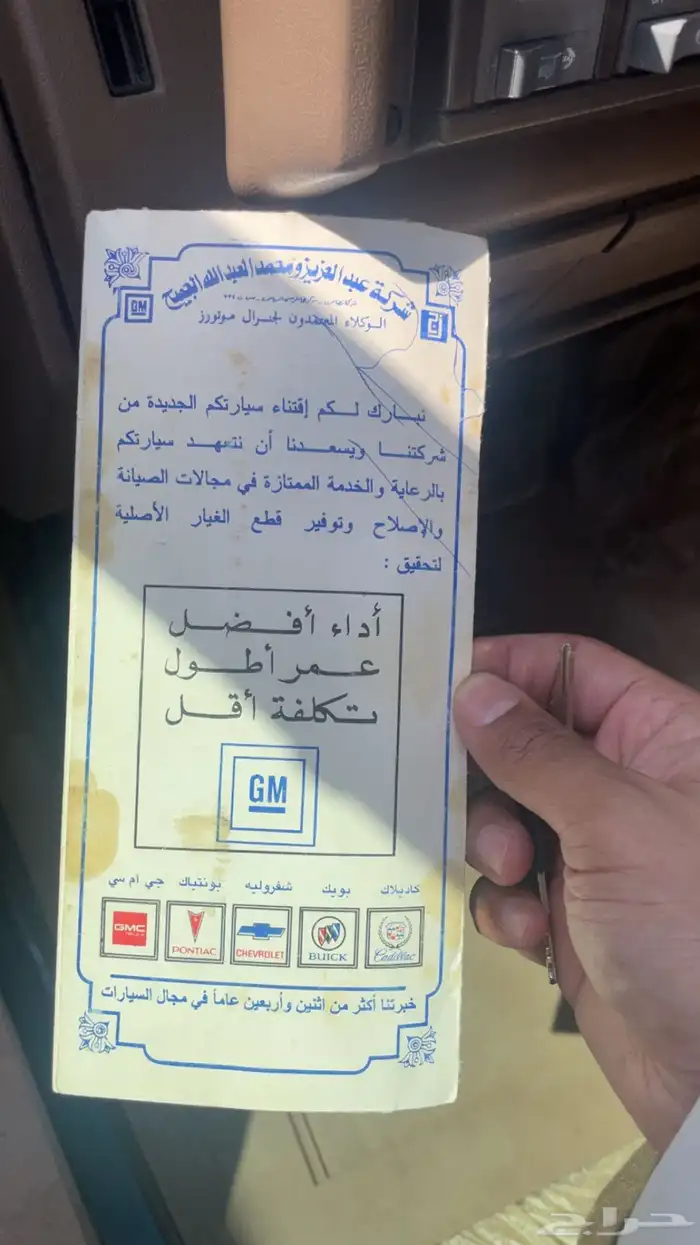 شركة عبدالعزيز ومحمد العبدالله الجميح
GM
الوكلاء المعتمدون لجنرال موتورز
نبارك لكم إقتناء سيارتكم الجديدة من
شركتنا ويسعدنا أن نتعهد سيارتكم
بالرعاية والخدمة الممتازة في مجالات الصيانة
والإصلاح وتوفير قطع الغيار الأصلية
لتحقيق :
أداء أفضل
عمر أطول
تكلفة أقل
GM
كاديلاك بويك شفروليه بونتياك جي ام سي
Cadillac BUICK CHEVROLET PONTIAC GMC
خبرتنا أكثر من اثنين وأربعين عاماً في مجال السيارات
حراج